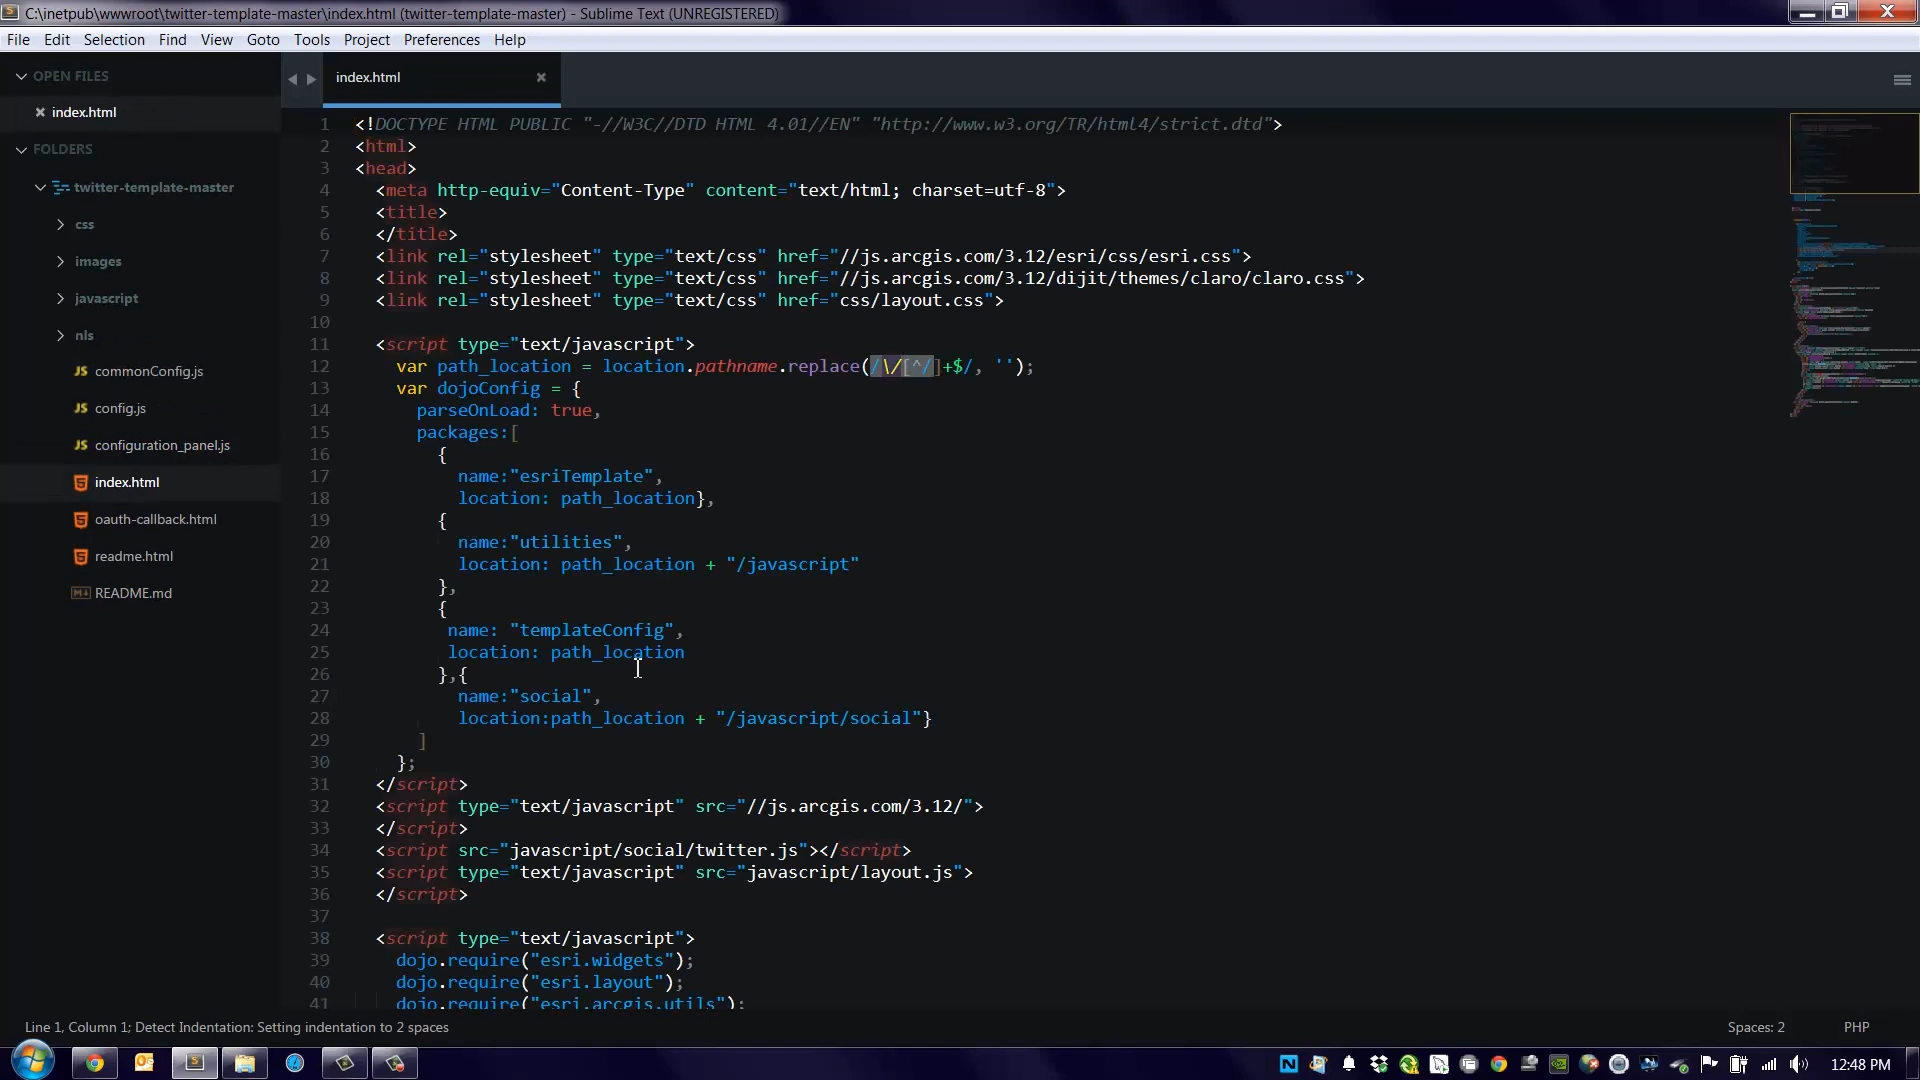 C:\inetpub\wwwroot\twitter-template-master\index.html (twitter-template-master) - Sublime Text (UNREGISTERED)
File Edit Selection Find View Goto Tools Project Preferences Help
OPEN FILES
index.html
FOLDERS
twitter-template-master
css
images
javascript
nls
commonConfig.js
config.js
configuration_panel.js
index.html
oauth-callback.html
readme.html
README.md
index.html
1 <!DOCTYPE HTML PUBLIC "-//W3C//DTD HTML 4.01//EN" "http://www.w3.org/TR/html4/strict.dtd">
2 <html>
3 <head>
4 <meta http-equiv="Content-Type" content="text/html; charset=utf-8">
5 <title>
6 </title>
7 <link rel="stylesheet" type="text/css" href="//js.arcgis.com/3.12/esri/css/esri.css">
8 <link rel="stylesheet" type="text/css" href="//js.arcgis.com/3.12/dijit/themes/claro/claro.css">
9 <link rel="stylesheet" type="text/css" href="css/layout.css">
10
11 <script type="text/javascript">
12 var path_location = location.pathname.replace(/\/[^/]+$/, '');
13 var dojoConfig = {
14 parseOnLoad: true,
15 packages:[
16 {
17 name:"esriTemplate",
18 location: path_location},
19 {
20 name:"utilities",
21 location: path_location + "/javascript"
22 },
23 {
24 name: "templateConfig",
25 location: path_location
26 },{
27 name:"social",
28 location:path_location + "/javascript/social"}
29 ]
30 };
31 </script>
32 <script type="text/javascript" src="//js.arcgis.com/3.12/">
33 </script>
34 <script src="javascript/social/twitter.js"></script>
35 <script type="text/javascript" src="javascript/layout.js">
36 </script>
37
38 <script type="text/javascript">
39 dojo.require("esri.widgets");
40 dojo.require("esri.layout");
41 dojo.require("esri.arcgis.utils");
Line 1, Column 1; Detect Indentation: Setting indentation to 2 spaces
Spaces: 2 PHP
12:48 PM